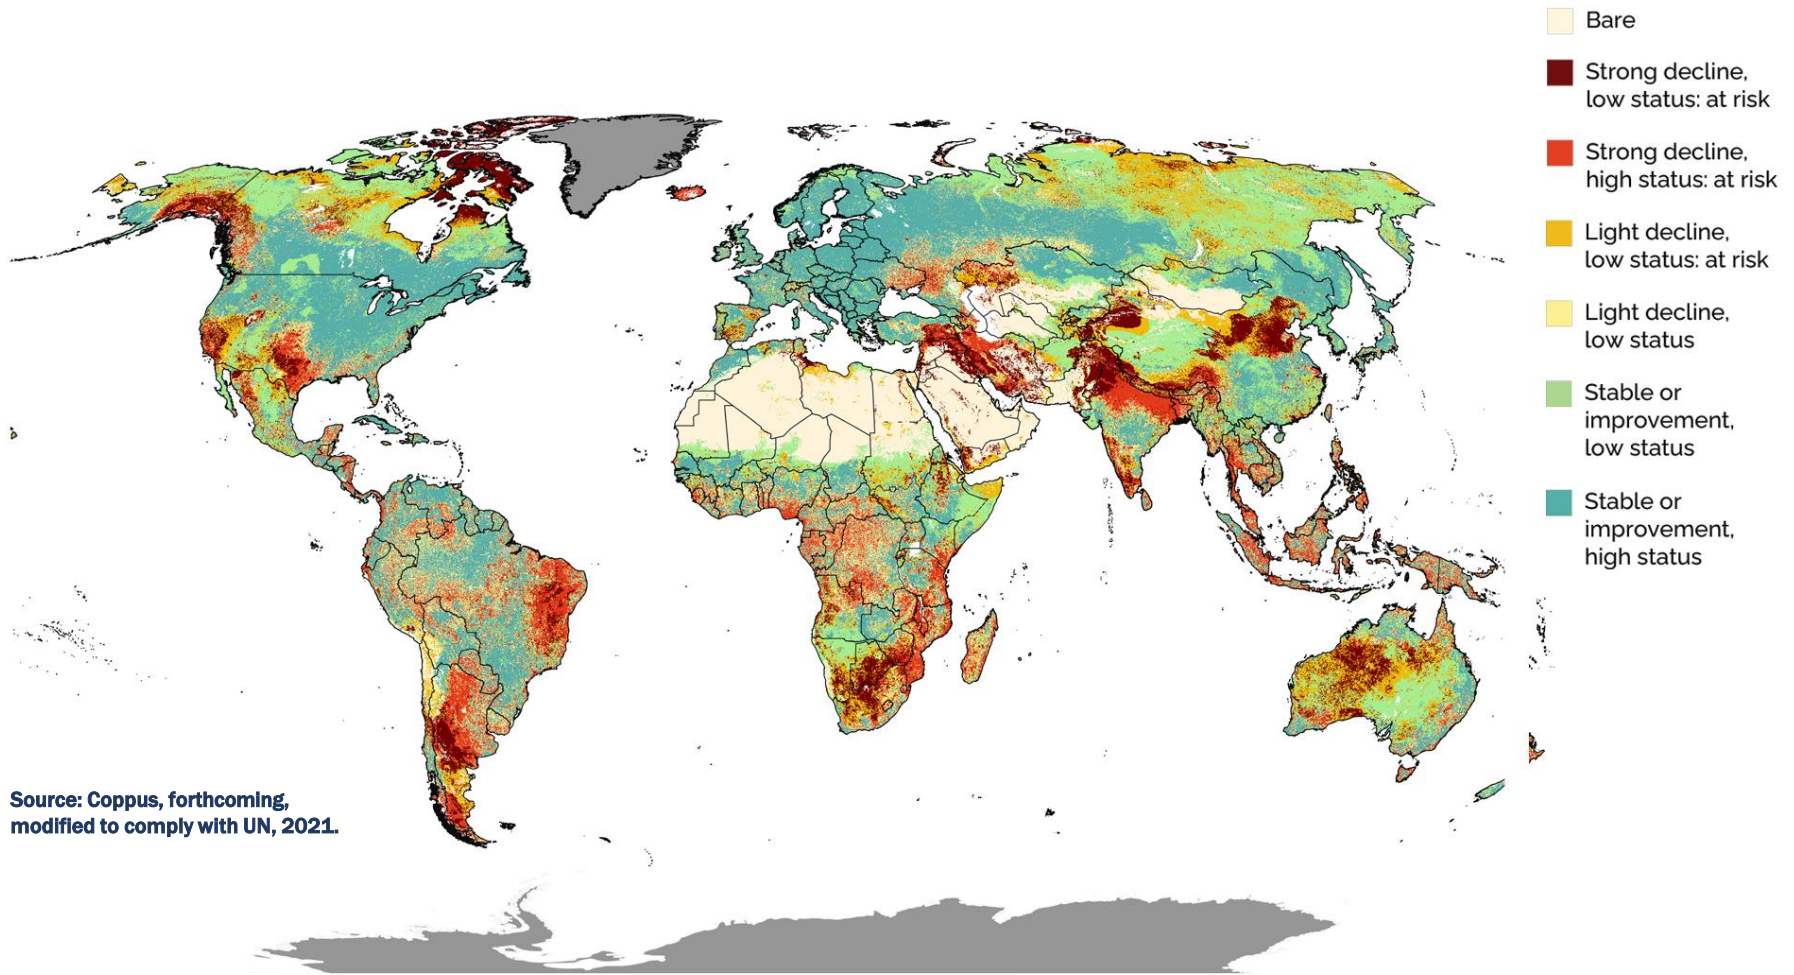 Bare
Strong decline,
low status: at risk
Strong decline,
high status: at risk
Light decline,
low status: at risk
Light decline,
low status
Stable or
improvement,
low status
Stable or
improvement,
high status
Source: Coppus, forthcoming,
modified to comply with UN, 2021.